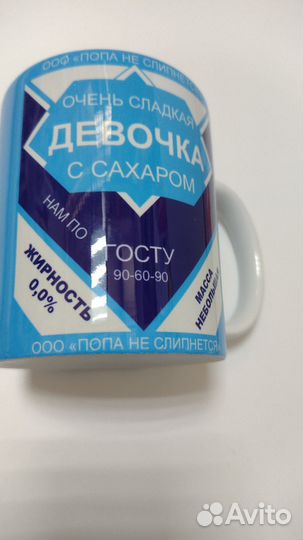 ООО «ПОПА НЕ СЛИПНЕТСЯ»
ОЧЕНЬ СЛАДКАЯ
ДЕВОЧКА
С САХАРОМ
НАМ ПО
ГОСТУ
90-60-90
ЖИРНОСТЬ
0,0%
МАССА
ООО «ПОПА НЕ СЛИПНЕТСЯ
Avito